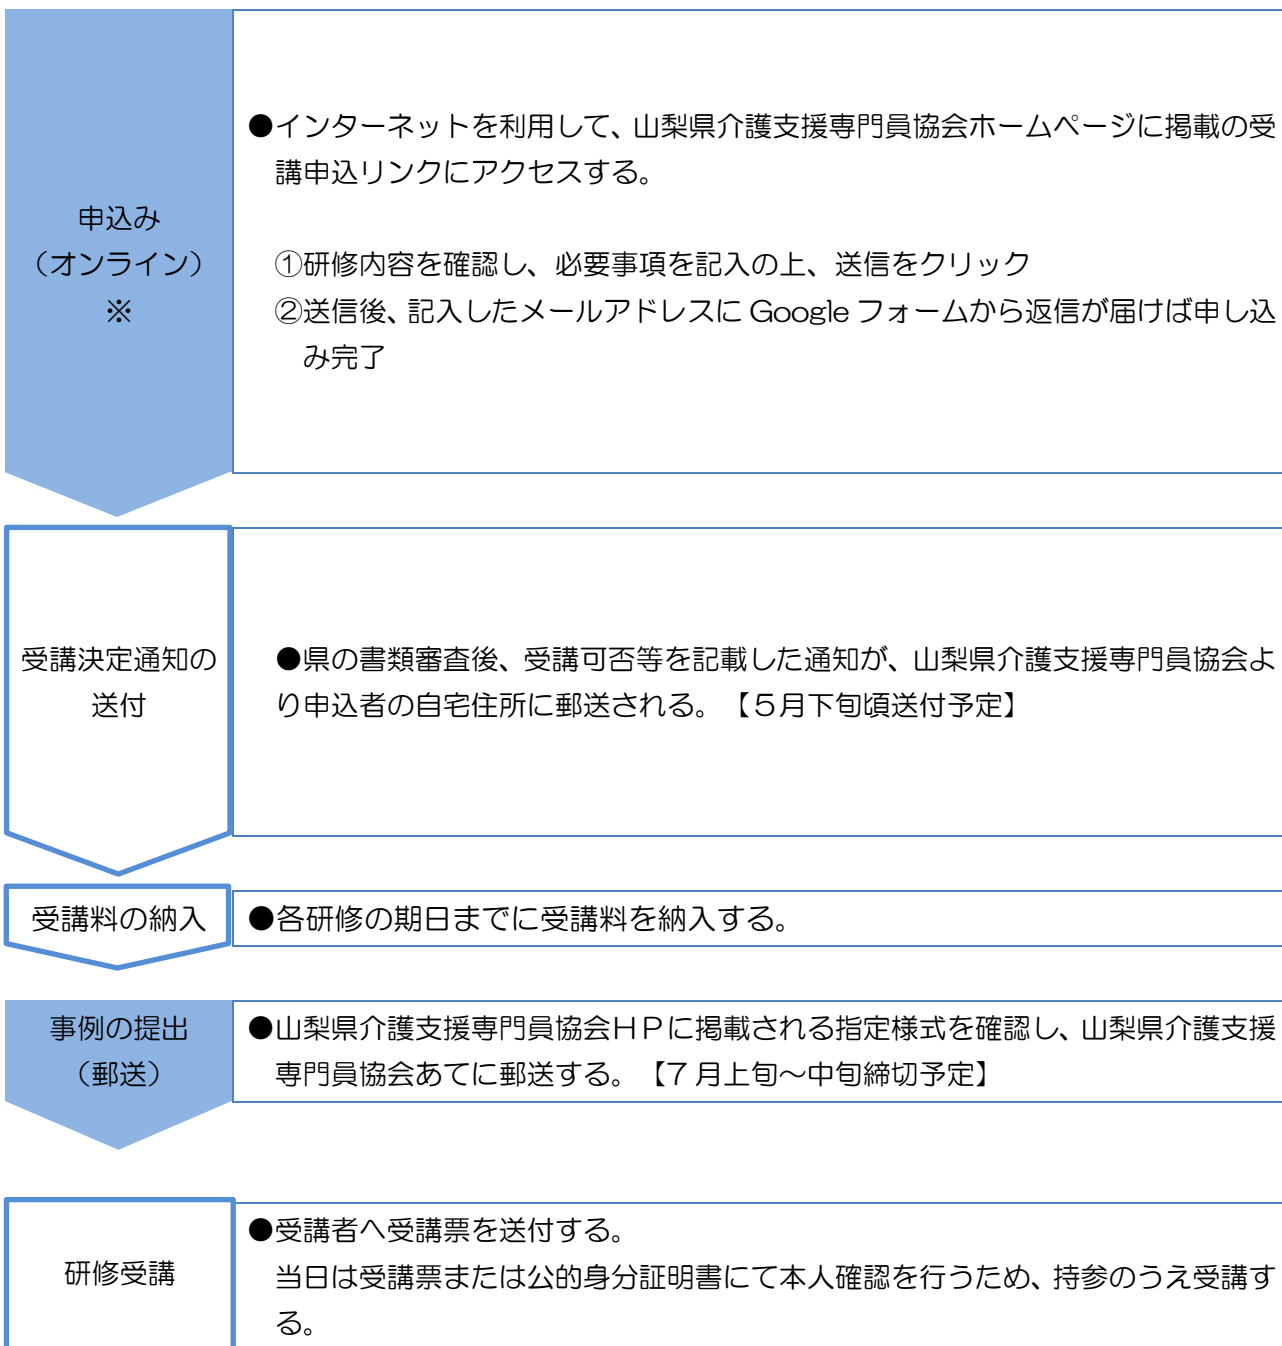 申込み
（オンライン）
※
●インターネットを利用して、山梨県介護支援専門員協会ホームページに掲載の受
講申込リンクにアクセスする。
①研修内容を確認し、必要事項を記入の上、送信をクリック
②送信後、記入したメールアドレスに Google フォームから返信が届けば申し込
み完了
受講決定通知の
送付
●県の書類審査後、受講可否等を記載した通知が、山梨県介護支援専門員協会よ
り申込者の自宅住所に郵送される。【５月下旬頃送付予定】
受講料の納入
●各研修の期日までに受講料を納入する。
事例の提出
（郵送）
●山梨県介護支援専門員協会ＨＰに掲載される指定様式を確認し、山梨県介護支援
専門員協会あてに郵送する。【７月上旬～中旬締切予定】
研修受講
●受講者へ受講票を送付する。
当日は受講票または公的身分証明書にて本人確認を行うため、持参のうえ受講す
る。